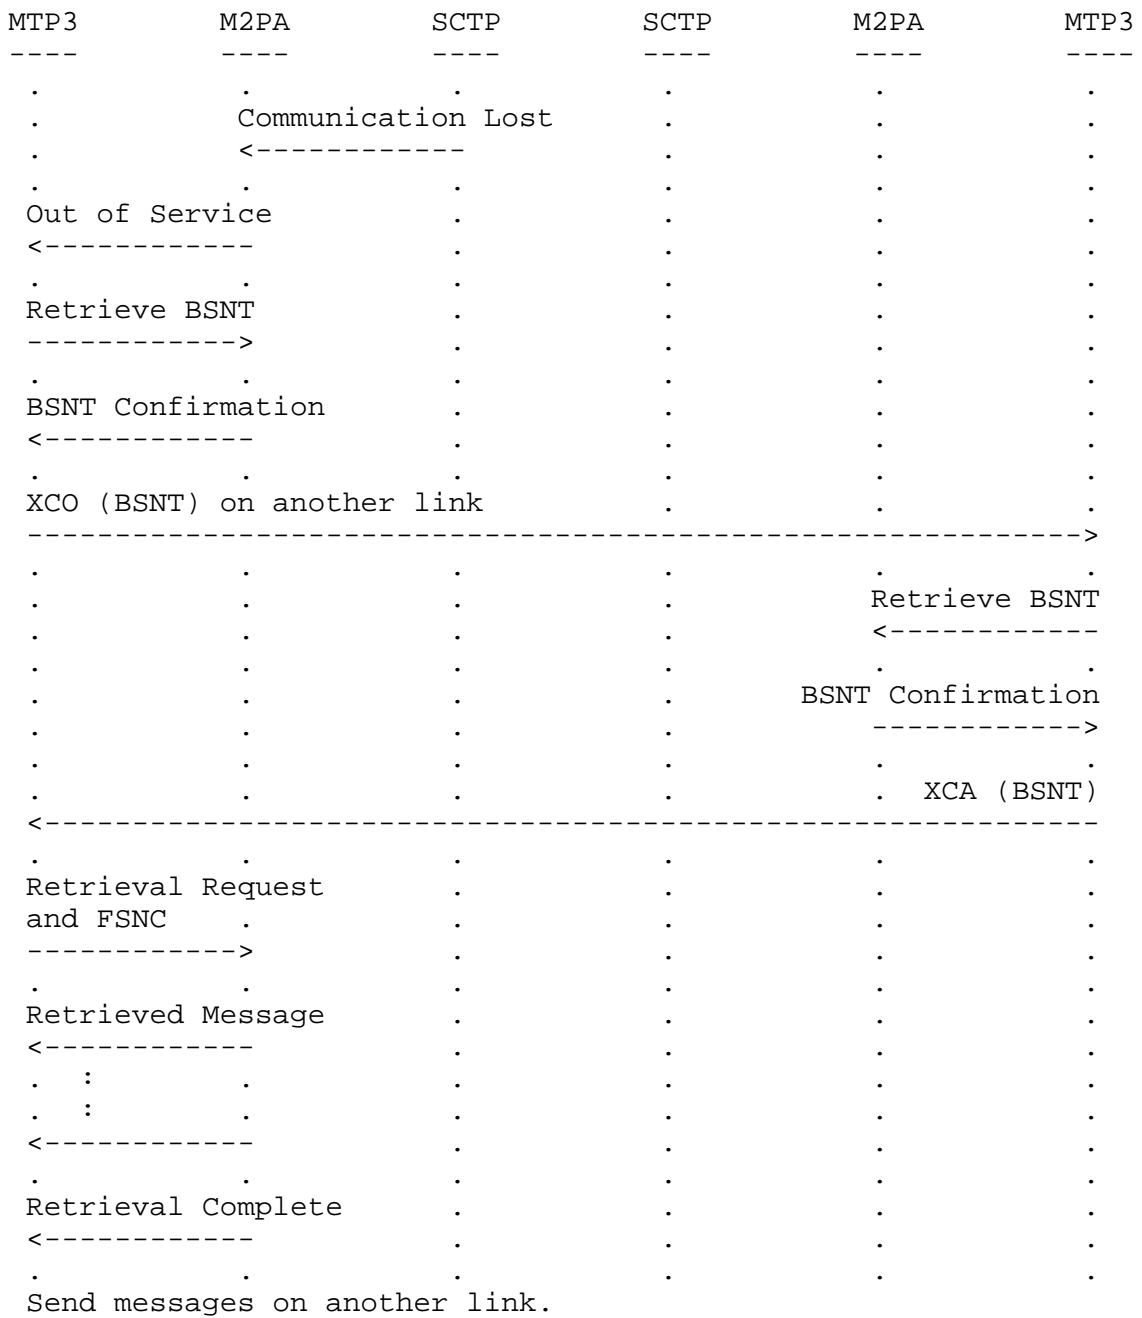 MTP3        M2PA        SCTP        SCTP        M2PA        MTP3
----        ----        ----        ----        ----        ----
 .           .           .           .           .           .
 .           Communication Lost      .           .           .
 .           <------------           .           .           .
 .           .           .           .           .           .
 Out of Service          .           .           .           .
 <------------           .           .           .           .
 .           .           .           .           .           .
 Retrieve BSNT           .           .           .           .
 ------------>           .           .           .           .
 .           .           .           .           .           .
 BSNT Confirmation       .           .           .           .
 <------------           .           .           .           .
 .           .           .           .           .           .
 XCO (BSNT) on another link          .           .           .
 ------------------------------------------------------------>
 .           .           .           .           .           .
 .           .           .           .           Retrieve BSNT
 .           .           .           .           <------------
 .           .           .           .           .           .
 .           .           .           .       BSNT Confirmation
 .           .           .           .           ------------>
 .           .           .           .           .           .
 .           .           .           .           .  XCA (BSNT)
 <------------------------------------------------------------
 .           .           .           .           .           .
 Retrieval Request       .           .           .           .
 and FSNC    .           .           .           .           .
 ------------>           .           .           .           .
 .           .           .           .           .           .
 Retrieved Message       .           .           .           .
 <------------           .           .           .           .
 .  :        .           .           .           .           .
 .  :        .           .           .           .           .
 <------------           .           .           .           .
 .           .           .           .           .           .
 Retrieval Complete      .           .           .           .
 <------------           .           .           .           .
 .           .           .           .           .           .
 Send messages on another link.